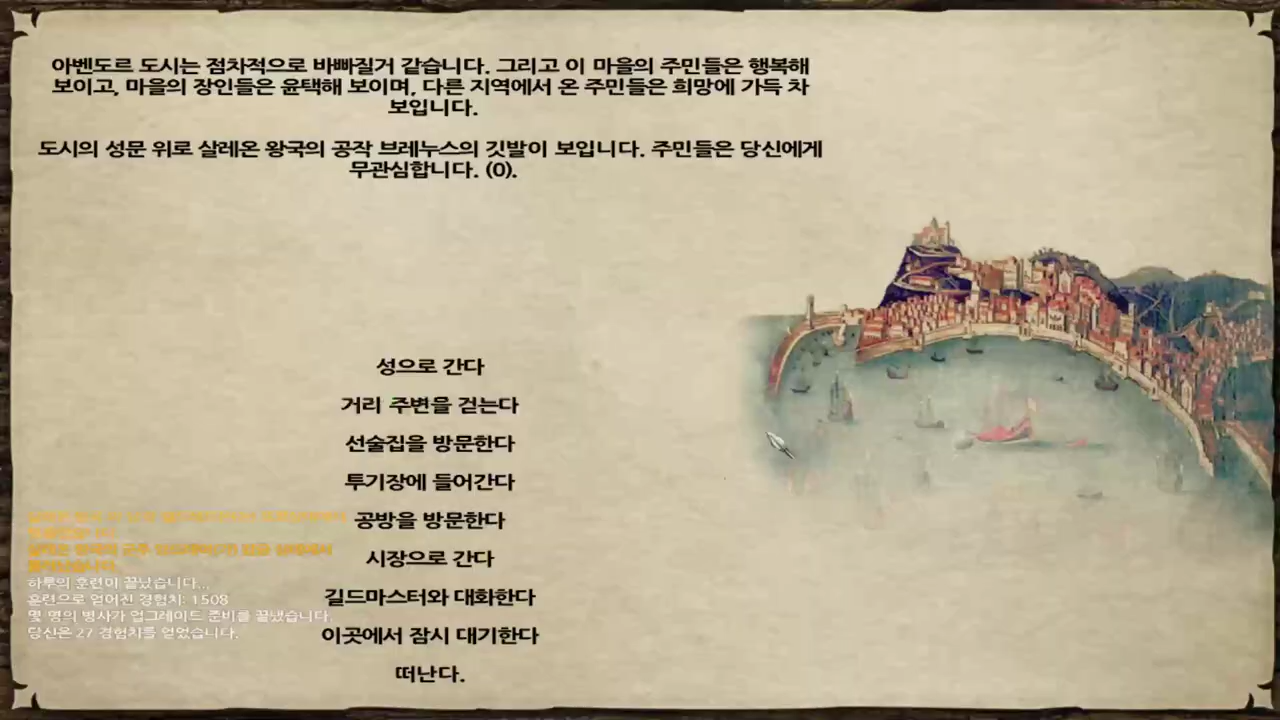 아벤도르 도시는 점차적으로 바빠질거 같습니다. 그리고 이 마을의 주민들은 행복해
보이고, 마을의 장인들은 윤택해 보이며, 다른 지역에서 온 주민들은 희망에 가득 차
보입니다.
도시의 성문 위로 살레온 왕국의 공작 브레누스의 깃발이 보입니다. 주민들은 당신에게
무관심합니다. (0).
성으로 간다
거리 주변을 걷는다
선술집을 방문한다
투기장에 들어간다
공방을 방문한다
시장으로 간다
길드마스터와 대화한다
이곳에서 잠시 대기한다
떠난다.
하루의 훈련이 끝났습니다...
훈련으로 얻어진 경험치: 1508
몇 명의 병사가 업그레이드 준비를 끝냈습니다.
당신은 27 경험치를 얻었습니다.